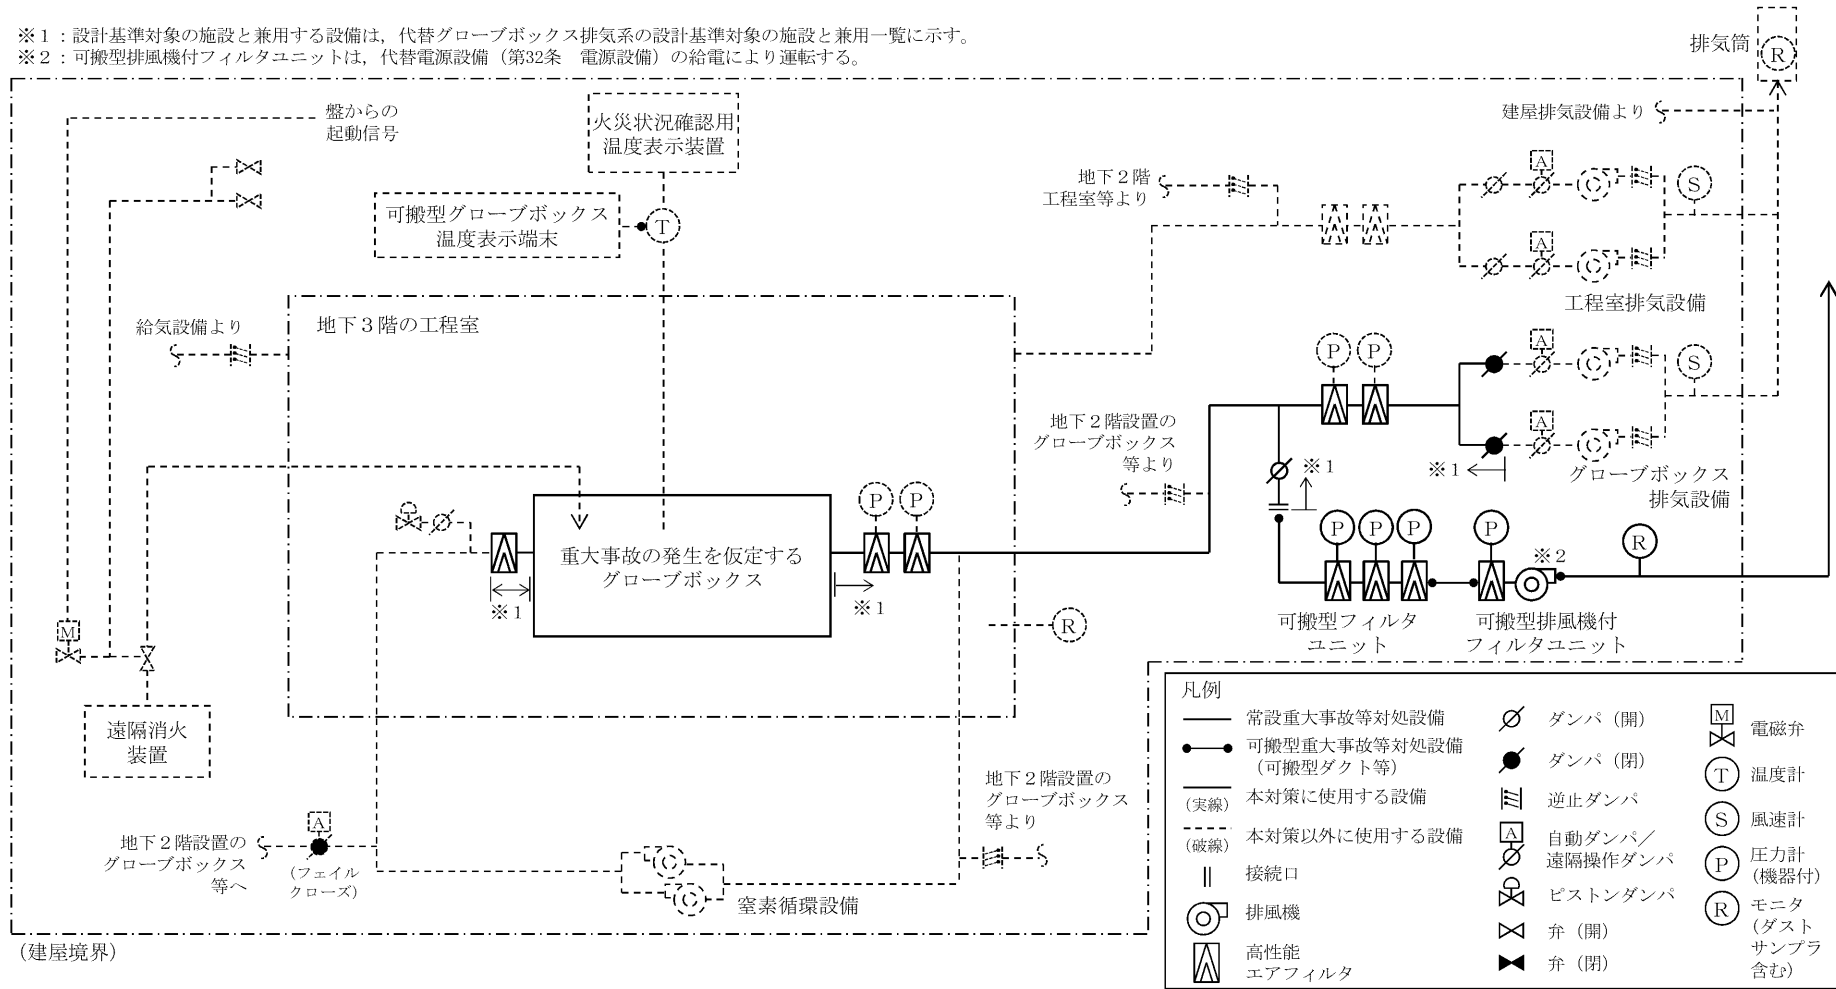 ※1:設計基準対象の施設と兼用する設備は，代替グローブボックス排気系の設計基準対象の施設と兼用一覧に示す。
※2:可搬型排風機付フィルタユニットは，代替電源設備（第32条　電源設備）の給電により運転する。
排気筒
R
盤からの
起動信号
火災状況確認用
温度表示装置
可搬型グローブボックス
温度表示端末
T
建屋排気設備より
地下2階
工程室等より
A
S
A
工程室排気設備
給気設備より
地下3階の工程室
P
P
A
S
A
地下2階設置の
グローブボックス
等より
※1
※1
グローブボックス
排気設備
P
P
重大事故の発生を仮定する
グローブボックス
※1
※1
P
P
P
P
※2
R
可搬型フィルタ
ユニット
可搬型排風機付
フィルタユニット
R
M
遠隔消火
装置
地下2階設置の
グローブボックス
等より
地下2階設置の
グローブボックス
等へ
A
（フェイル
クローズ）
窒素循環設備
（建屋境界）
凡例
常設重大事故等対処設備
可搬型重大事故等対処設備
（可搬型ダクト等）
（実線）
本対策に使用する設備
（破線）
本対策以外に使用する設備
接続口
排風機
高性能
エアフィルタ
ダンパ（開）
ダンパ（閉）
逆止ダンパ
A
自動ダンパ／
遠隔操作ダンパ
ピストンダンパ
弁（開）
弁（閉）
M
電磁弁
T
温度計
S
風速計
P
圧力計
（機器付）
R
モニタ
（ダスト
サンプラ
含む）